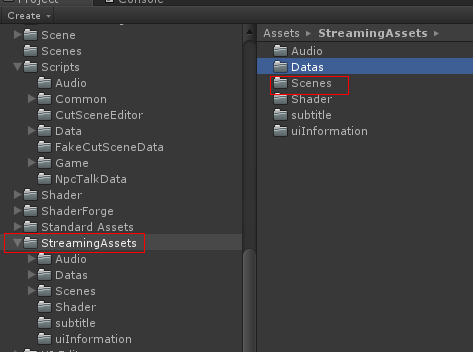 Project
Console
Create
Scene
Scenes
Scripts
Audio
Common
CutSceneEditor
Data
FakeCutSceneData
Game
NpcTalkData
Shader
ShaderForge
Standard Assets
StreamingAssets
Audio
Datas
Scenes
Shader
subtitle
uiInformation
Assets StreamingAssets
Audio
Datas
Scenes
Shader
subtitle
uiInformation